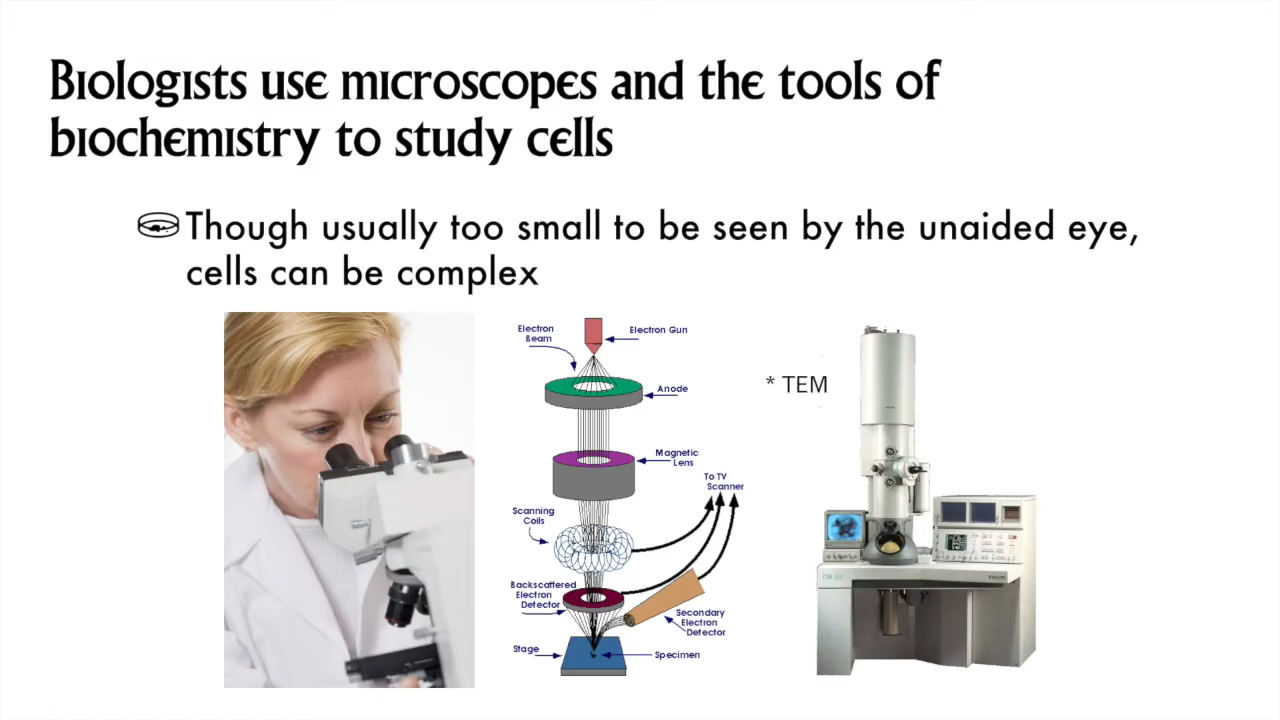 Biologists use microscopes and the tools of
biochemistry to study cells
Though usually too small to be seen by the unaided eye,
cells can be complex
Electron
Beam
Electron Gun
Anode
Magnetic
Lens
To TV
Scanner
Scanning
Coils
Backscattered
Electron
Detector
Secondary
Electron
Detector
Stage
Specimen
* TEM
PHILIPS